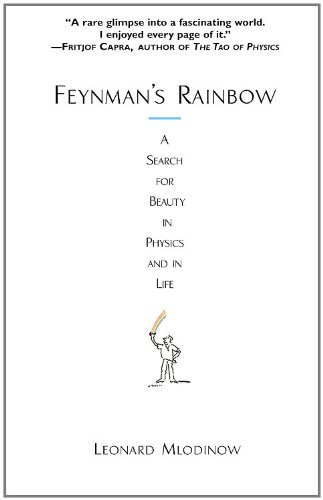 "A rare glimpse into a fascinating world.
I enjoyed every page of it."
—Fritjof Capra, author of The Tao of Physics
Feynman's Rainbow
A
Search
for
Beauty
in
Physics
and in
Life
Leonard Mlodinow